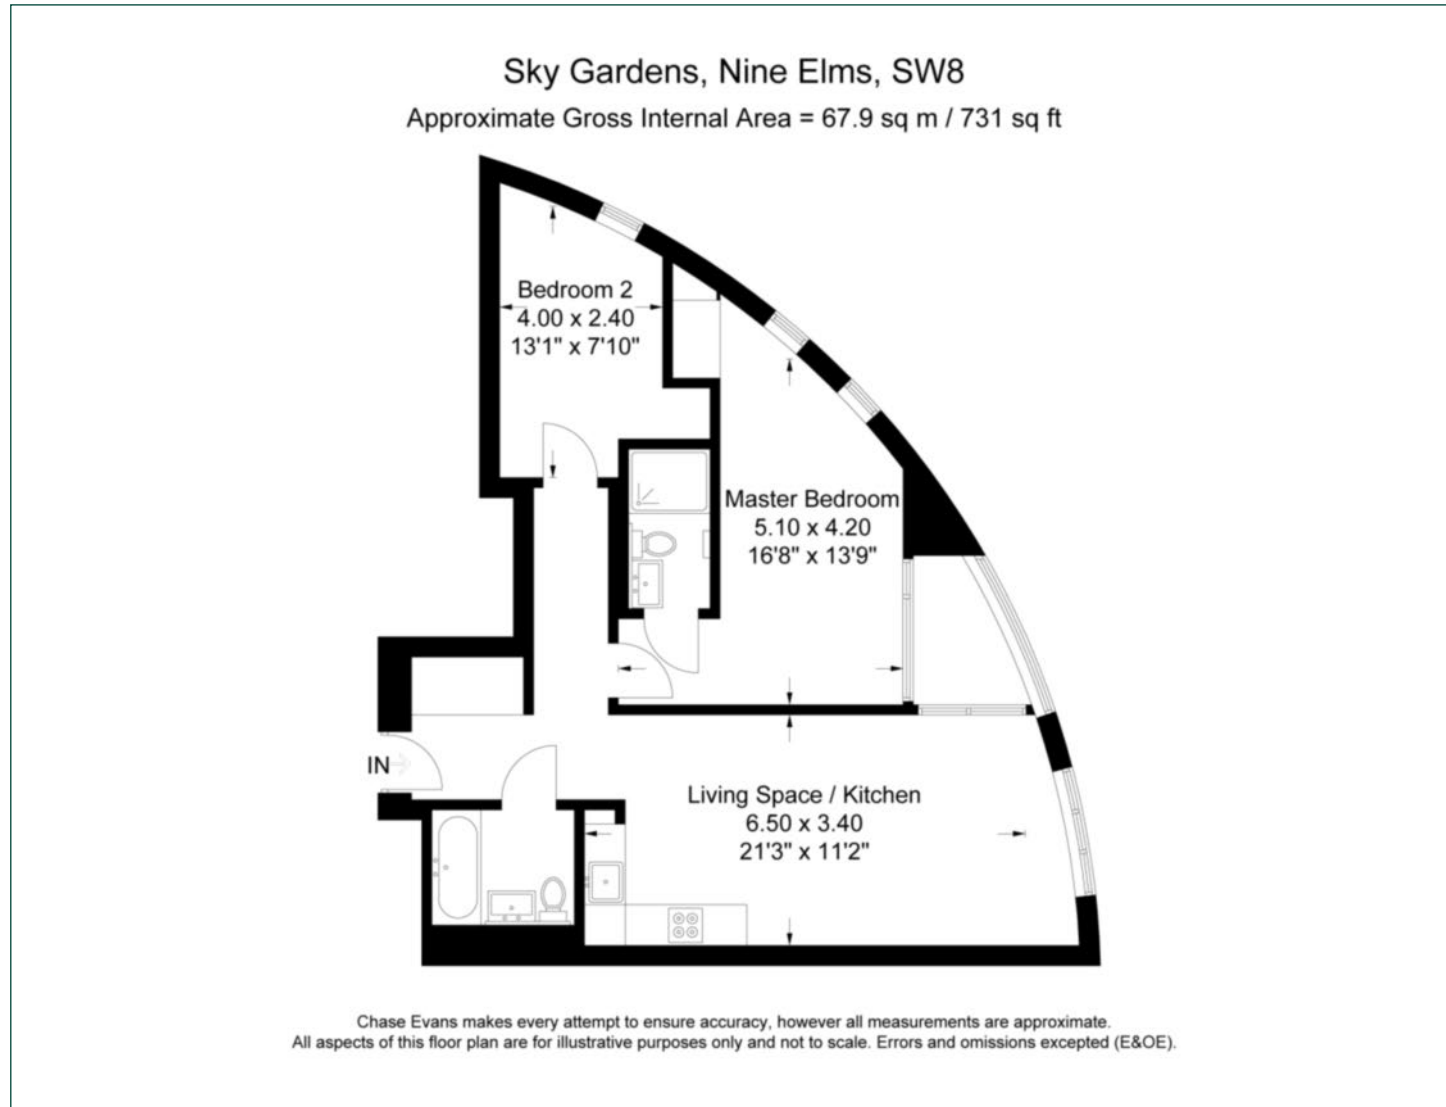 Sky Gardens, Nine Elms, SW8
Approximate Gross Internal Area = 67.9 sq m / 731 sq ft
Bedroom 2
4.00 x 2.40
13'1" x 7'10"
Master Bedroom
5.10 x 4.20
16'8" x 13'9"
IN
Living Space / Kitchen
6.50 x 3.40
21'3" x 11'2"
Chase Evans makes every attempt to ensure accuracy, however all measurements are approximate.
All aspects of this floor plan are for illustrative purposes only and not to scale. Errors and omissions excepted (E&OE).